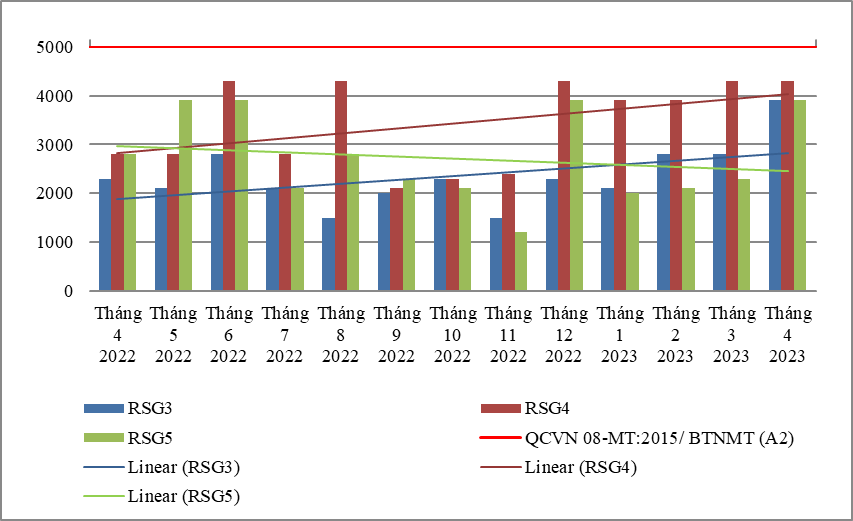 5000
4000
3000
2000
1000
0
Tháng Tháng Tháng Tháng Tháng Tháng Tháng Tháng Tháng Tháng Tháng Tháng Tháng
4 5 6 7 8 9 10 11 12 1 2 3 4
2022 2022 2022 2022 2022 2022 2022 2022 2022 2023 2023 2023 2023
RSG3 RSG4
RSG5 QCVN 08-MT:2015/ BTNMT (A2)
Linear (RSG3) Linear (RSG4)
Linear (RSG5)